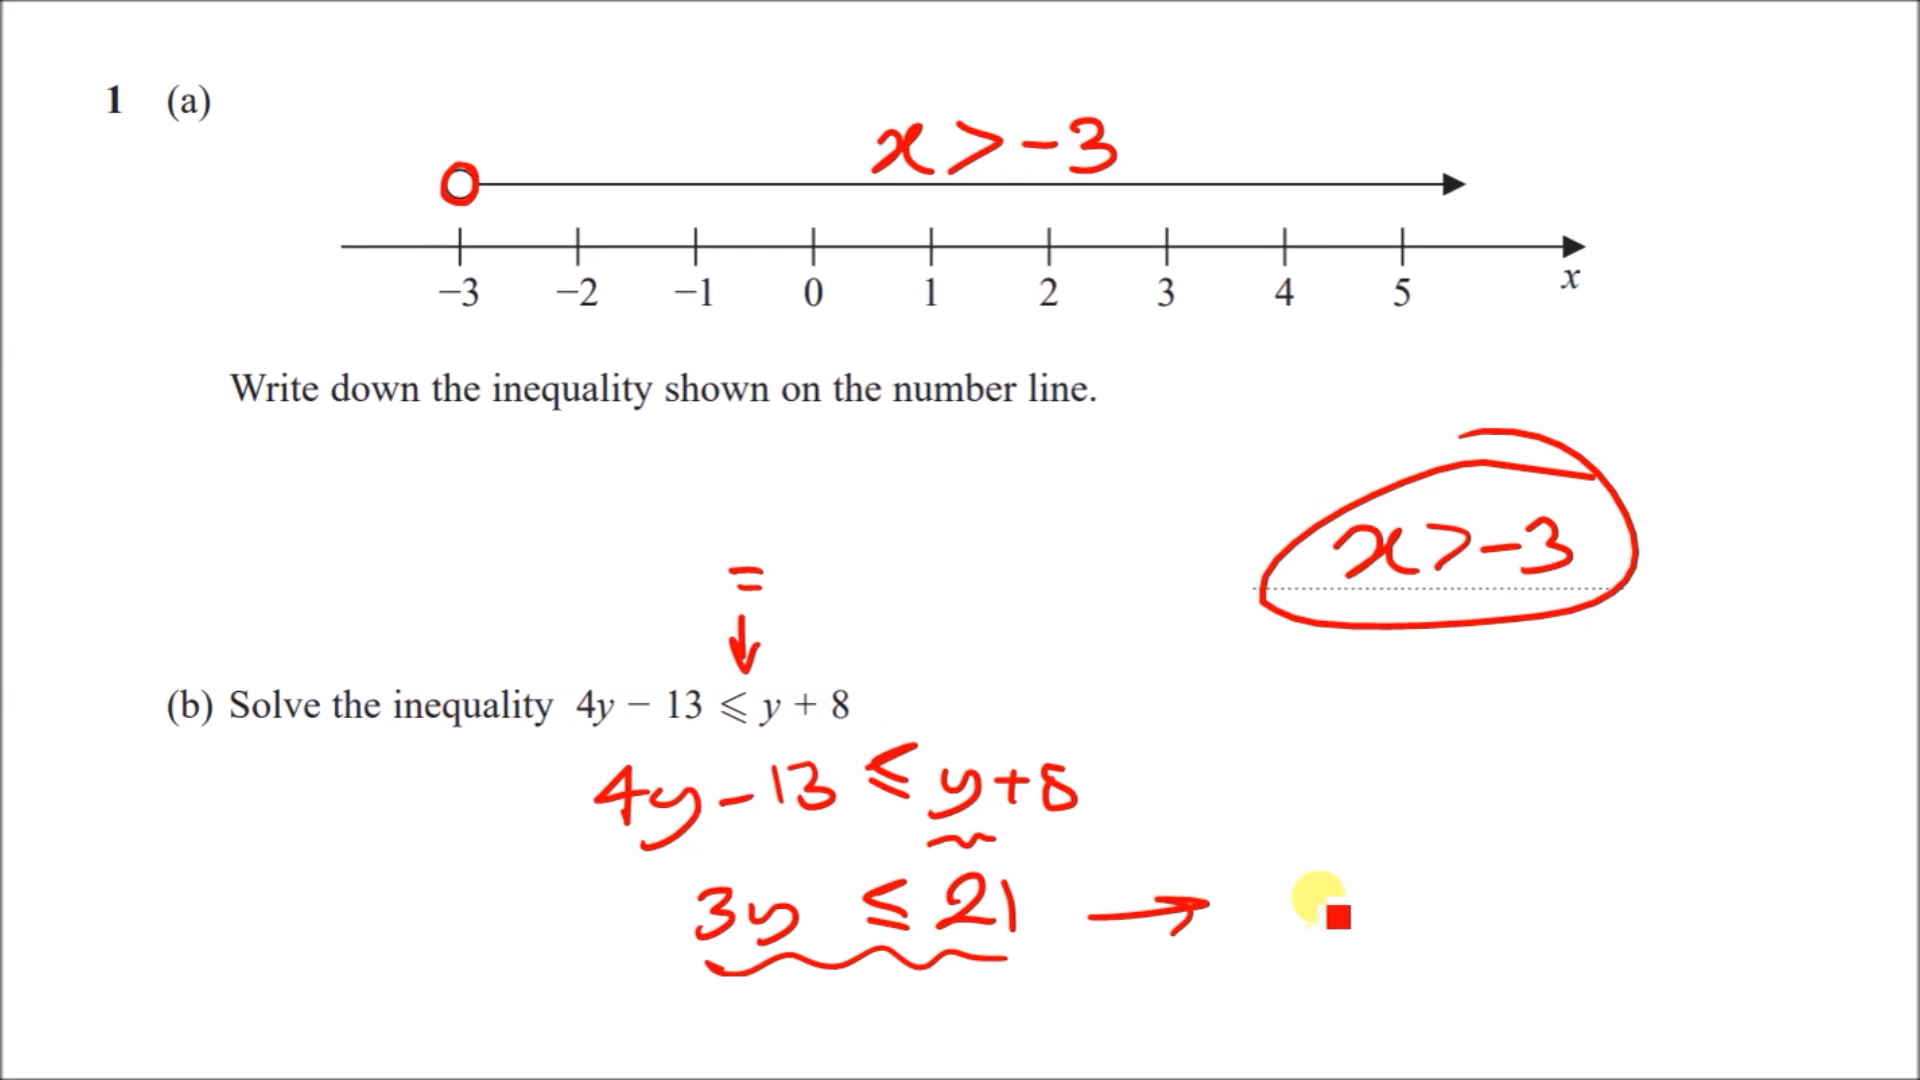 1 (a)
x > -3
−3 −2 −1 0 1 2 3 4 5 x
Write down the inequality shown on the number line.
x > -3
=
(b) Solve the inequality 4y − 13 ⩽ y + 8
4y - 13 ≤ y + 8
3y ≤ 21 →